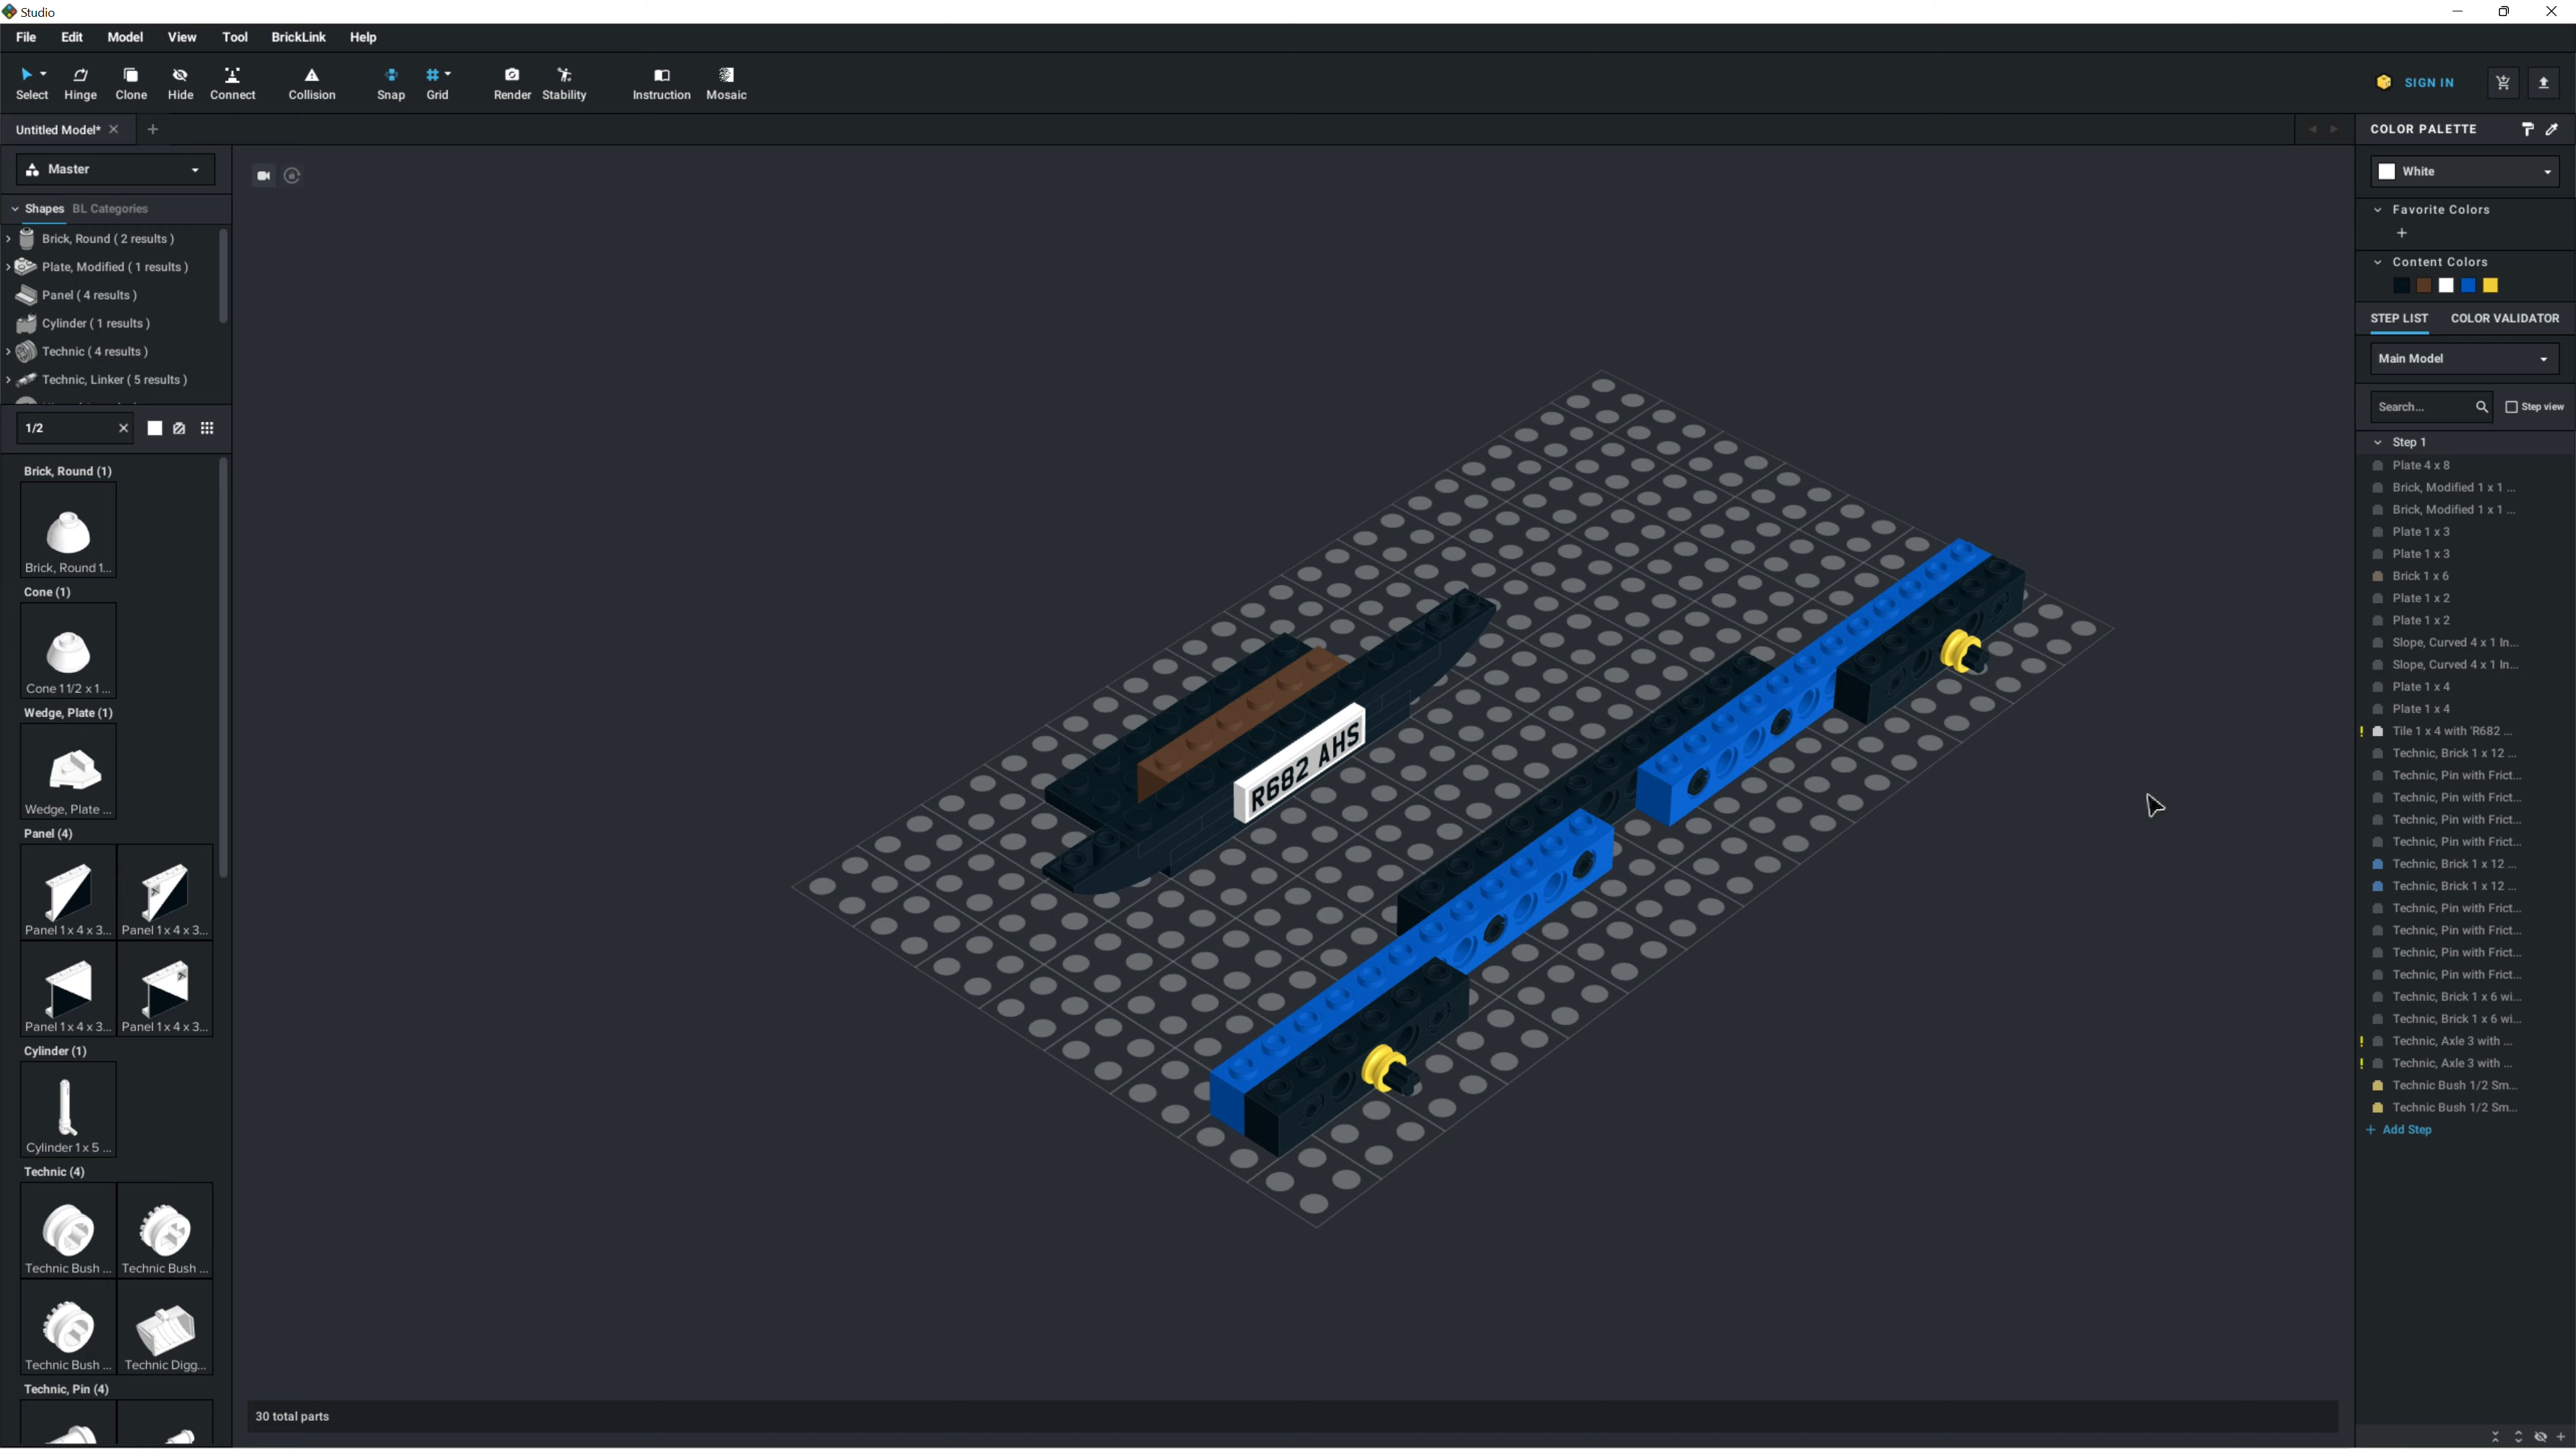 Studio
File Edit Model View Tool BrickLink Help
Select Hinge Clone Hide Connect Collision Snap Grid Render Stability Instruction Mosaic SIGN IN
Untitled Model*
Master
Shapes BL Categories
Brick, Round ( 2 results )
Plate, Modified ( 1 results )
Panel ( 4 results )
Cylinder ( 1 results )
Technic ( 4 results )
Technic, Linker ( 5 results )
1/2
Brick, Round (1)
Brick, Round 1...
Cone (1)
Cone 1 1/2 x 1 ...
Wedge, Plate (1)
Wedge, Plate ...
Panel (4)
Panel 1 x 4 x 3... Panel 1 x 4 x 3...
Panel 1 x 4 x 3... Panel 1 x 4 x 3...
Cylinder (1)
Cylinder 1 x 5 ...
Technic (4)
Technic Bush ... Technic Bush ...
Technic Bush ... Technic Digg...
Technic, Pin (4)
R682 AHS
30 total parts
COLOR PALETTE
White
Favorite Colors
+
Content Colors
STEP LIST COLOR VALIDATOR
Main Model
Search... Step view
Step 1
Plate 4 x 8
Brick, Modified 1 x 1 ...
Brick, Modified 1 x 1 ...
Plate 1 x 3
Plate 1 x 3
Brick 1 x 6
Plate 1 x 2
Plate 1 x 2
Slope, Curved 4 x 1 In...
Slope, Curved 4 x 1 In...
Plate 1 x 4
Plate 1 x 4
! Tile 1 x 4 with 'R682 ...
Technic, Brick 1 x 12 ...
Technic, Pin with Frict...
Technic, Pin with Frict...
Technic, Pin with Frict...
Technic, Pin with Frict...
Technic, Brick 1 x 12 ...
Technic, Brick 1 x 12 ...
Technic, Pin with Frict...
Technic, Pin with Frict...
Technic, Pin with Frict...
Technic, Pin with Frict...
Technic, Brick 1 x 6 wi...
Technic, Brick 1 x 6 wi...
! Technic, Axle 3 with ...
! Technic, Axle 3 with ...
Technic Bush 1/2 Sm...
Technic Bush 1/2 Sm...
+ Add Step